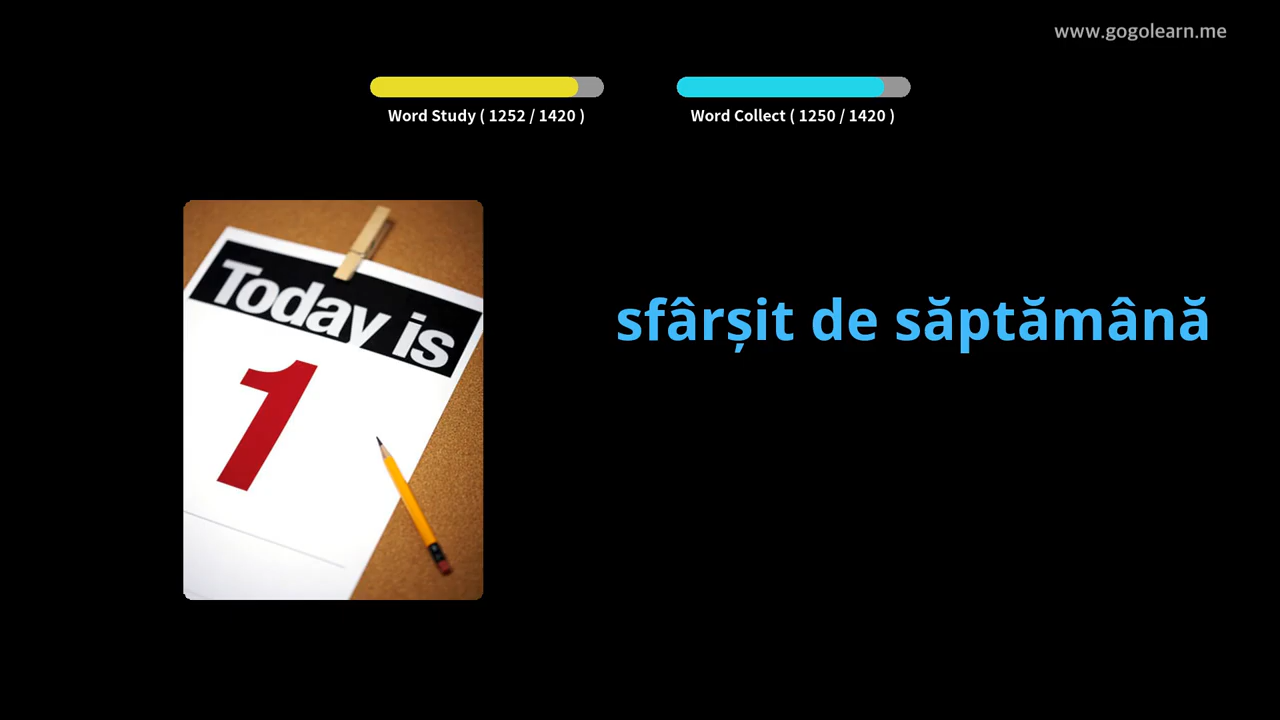 www.gogolearn.me
Word Study ( 1252 / 1420 )
Word Collect ( 1250 / 1420 )
Today is
1
sfârșit de săptămână